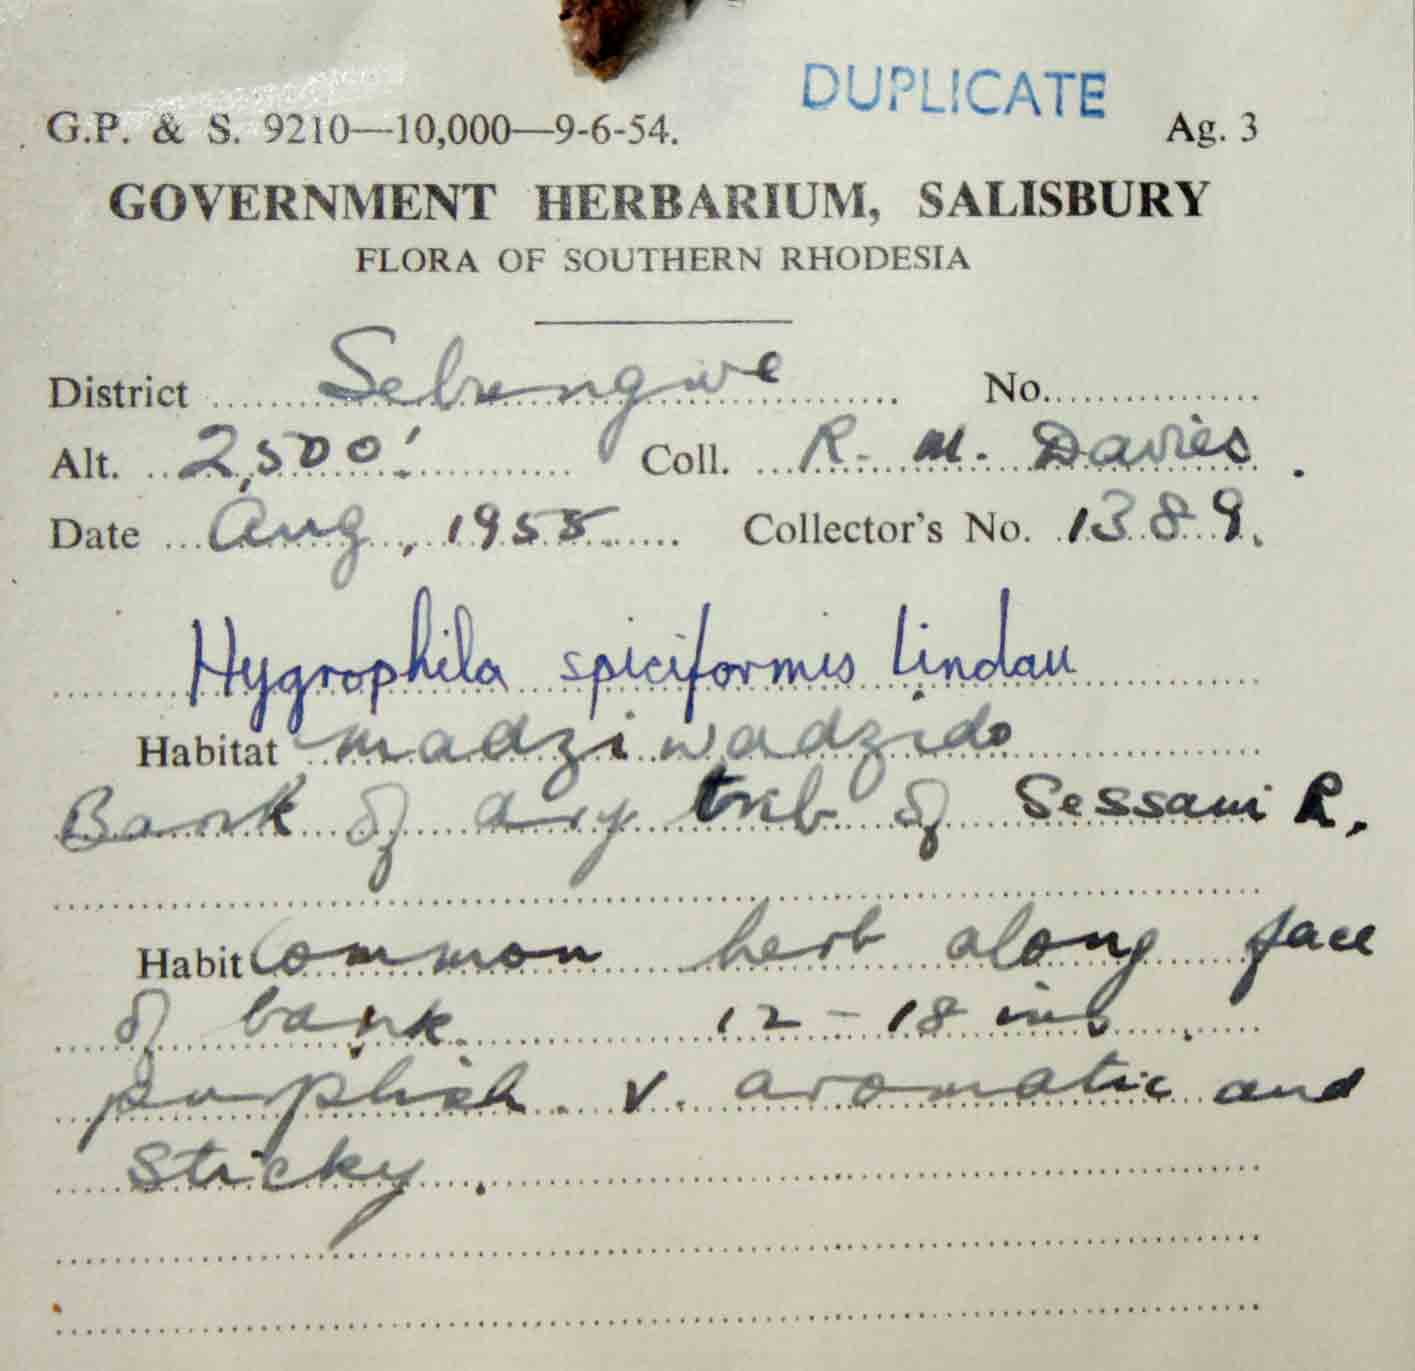 DUPLICATE
G.P. & S. 9210—10,000—9-6-54. Ag. 3
GOVERNMENT HERBARIUM, SALISBURY
FLORA OF SOUTHERN RHODESIA
District Sebungwe No.
Alt. 2,500' Coll. R. M. Davies.
Date Aug, 1955 Collector's No. 1389.
Hygrophila spiciformis Lindau
Habitat madziwadzido
Bank of dry trib of Sessami R.
Habit Common herb along face
of bank. 12-18 ins.
purplish. v. aromatic and
sticky.